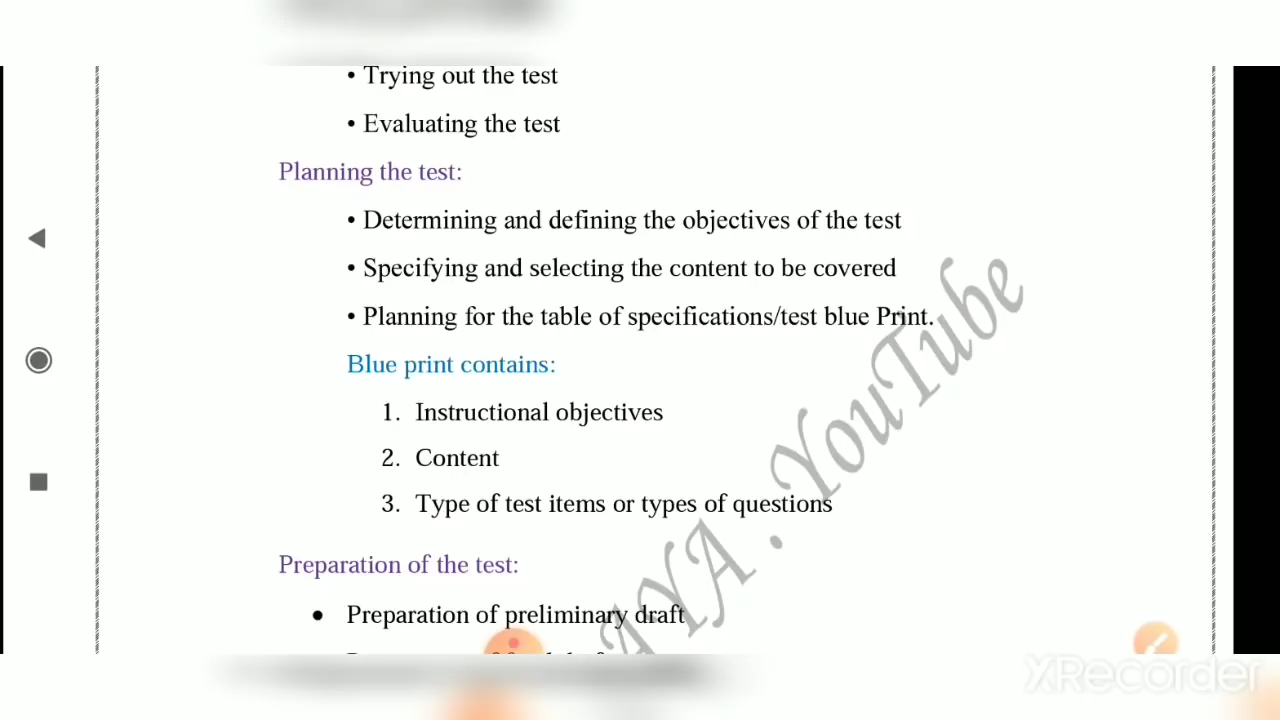 • Trying out the test
• Evaluating the test
Planning the test:
• Determining and defining the objectives of the test
• Specifying and selecting the content to be covered
• Planning for the table of specifications/test blue Print.
Blue print contains:
1. Instructional objectives
2. Content
3. Type of test items or types of questions
Preparation of the test:
• Preparation of preliminary draft
AYA . YouTube
XRecorder